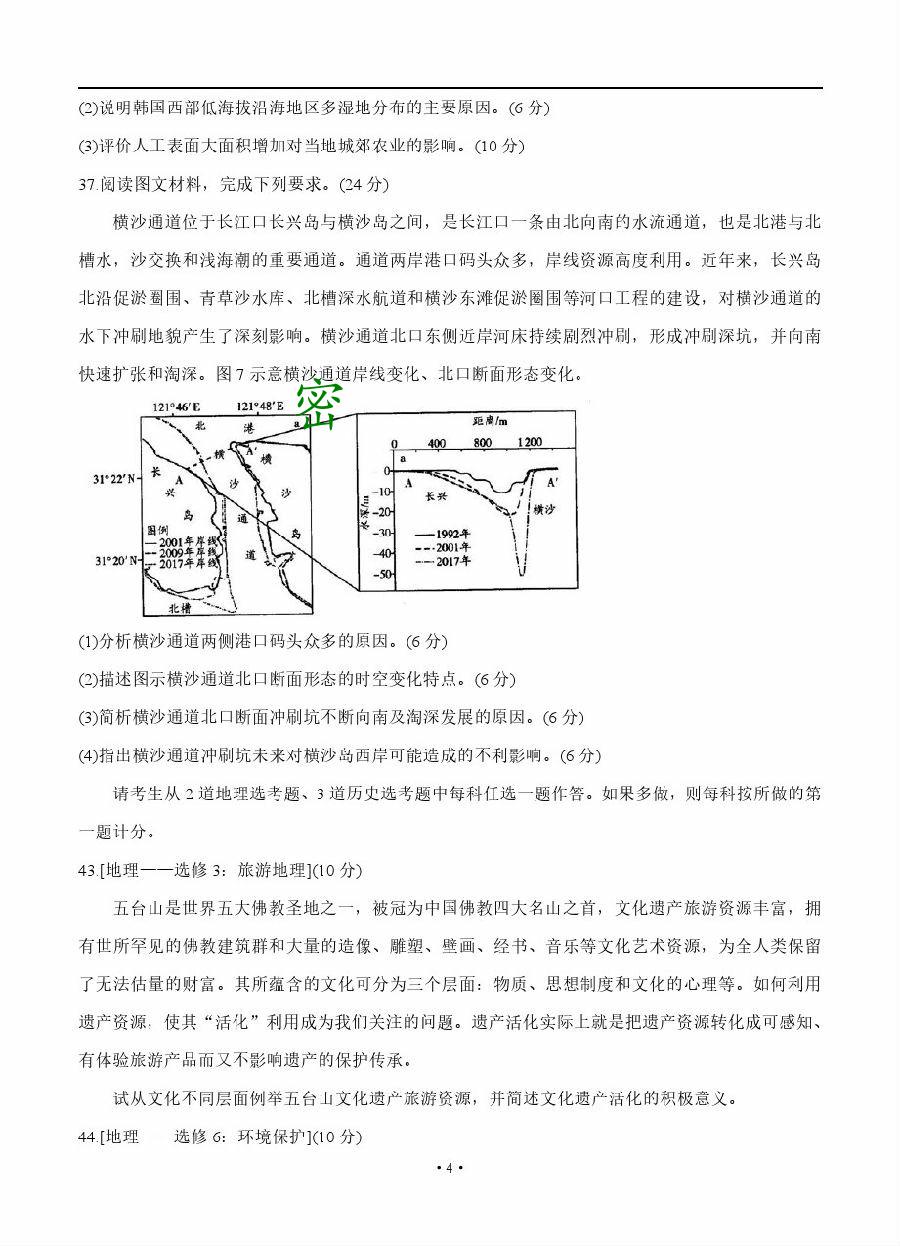 (2)说明韩国西部低海拔沿海地区多湿地分布的主要原因。(6分)
(3)评价人工表面大面积增加对当地城郊农业的影响。(10分)
37.阅读图文材料，完成下列要求。(24分)
横沙通道位于长江口长兴岛与横沙岛之间，是长江口一条由北向南的水流通道，也是北港与北
槽水，沙交换和浅海潮的重要通道。通道两岸港口码头众多，岸线资源高度利用。近年来，长兴岛
北沿促淤圈围、青草沙水库、北槽深水航道和横沙东滩促淤圈围等河口工程的建设，对横沙通道的
水下冲刷地貌产生了深刻影响。横沙通道北口东侧近岸河床持续剧烈冲刷，形成冲刷深坑，并向南
快速扩张和淘深。图7示意横沙通道岸线变化、北口断面形态变化。
密
121°46′E 121°48′E
北 港 a
横 A′ 横
31°22′N
长 兴 岛
A
沙 通 道
沙 岛
图例
2001年岸线
2009年岸线
2017年岸线
31°20′N
北槽
距离/m
0 400 800 1200
a
水深/m
0
-10
-20
-30
-40
-50
A A′
长兴
横沙
1992年
2001年
2017年
(1)分析横沙通道两侧港口码头众多的原因。(6分)
(2)描述图示横沙通道北口断面形态的时空变化特点。(6分)
(3)简析横沙通道北口断面冲刷坑不断向南及淘深发展的原因。(6分)
(4)指出横沙通道冲刷坑未来对横沙岛西岸可能造成的不利影响。(6分)
请考生从2道地理选考题、3道历史选考题中每科任选一题作答。如果多做，则每科按所做的第
一题计分。
43.[地理——选修3：旅游地理](10分)
五台山是世界五大佛教圣地之一，被冠为中国佛教四大名山之首，文化遗产旅游资源丰富，拥
有世所罕见的佛教建筑群和大量的造像、雕塑、壁画、经书、音乐等文化艺术资源，为全人类保留
了无法估量的财富。其所蕴含的文化可分为三个层面：物质、思想制度和文化的心理等。如何利用
遗产资源，使其“活化”利用成为我们关注的问题。遗产活化实际上就是把遗产资源转化成可感知、
有体验旅游产品而又不影响遗产的保护传承。
试从文化不同层面例举五台山文化遗产旅游资源，并简述文化遗产活化的积极意义。
44.[地理 选修6：环境保护](10分)
·4·